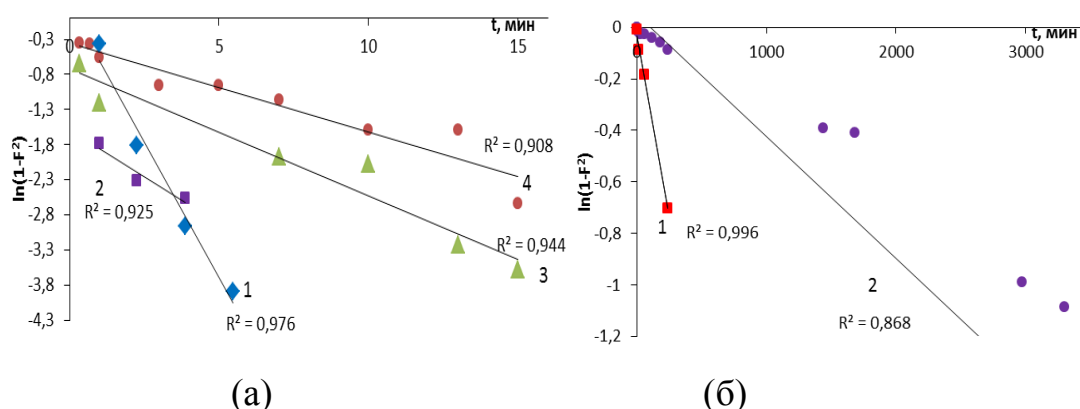 t, мин
-0,3
0
5
10
15
-0,8
-1,3
-1,8
-2,3
-2,8
-3,3
-3,8
-4,3
ln(1-F²)
R² = 0,908
4
2
R² = 0,925
R² = 0,944
3
1
R² = 0,976
(а)
t, мин
0
1000
2000
3000
-0,2
-0,4
-0,6
-0,8
-1
-1,2
ln(1-F²)
1
R² = 0,996
2
R² = 0,868
(б)